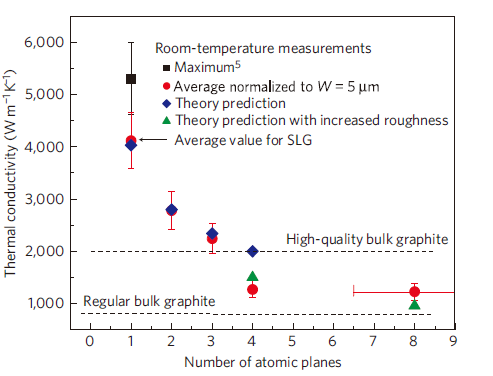 6,000
5,000
4,000
3,000
2,000
1,000
Thermal conductivity (W m⁻¹ K⁻¹)
Room-temperature measurements
Maximum⁵
Average normalized to W = 5 μm
Theory prediction
Theory prediction with increased roughness
Average value for SLG
High-quality bulk graphite
Regular bulk graphite
0 1 2 3 4 5 6 7 8 9
Number of atomic planes